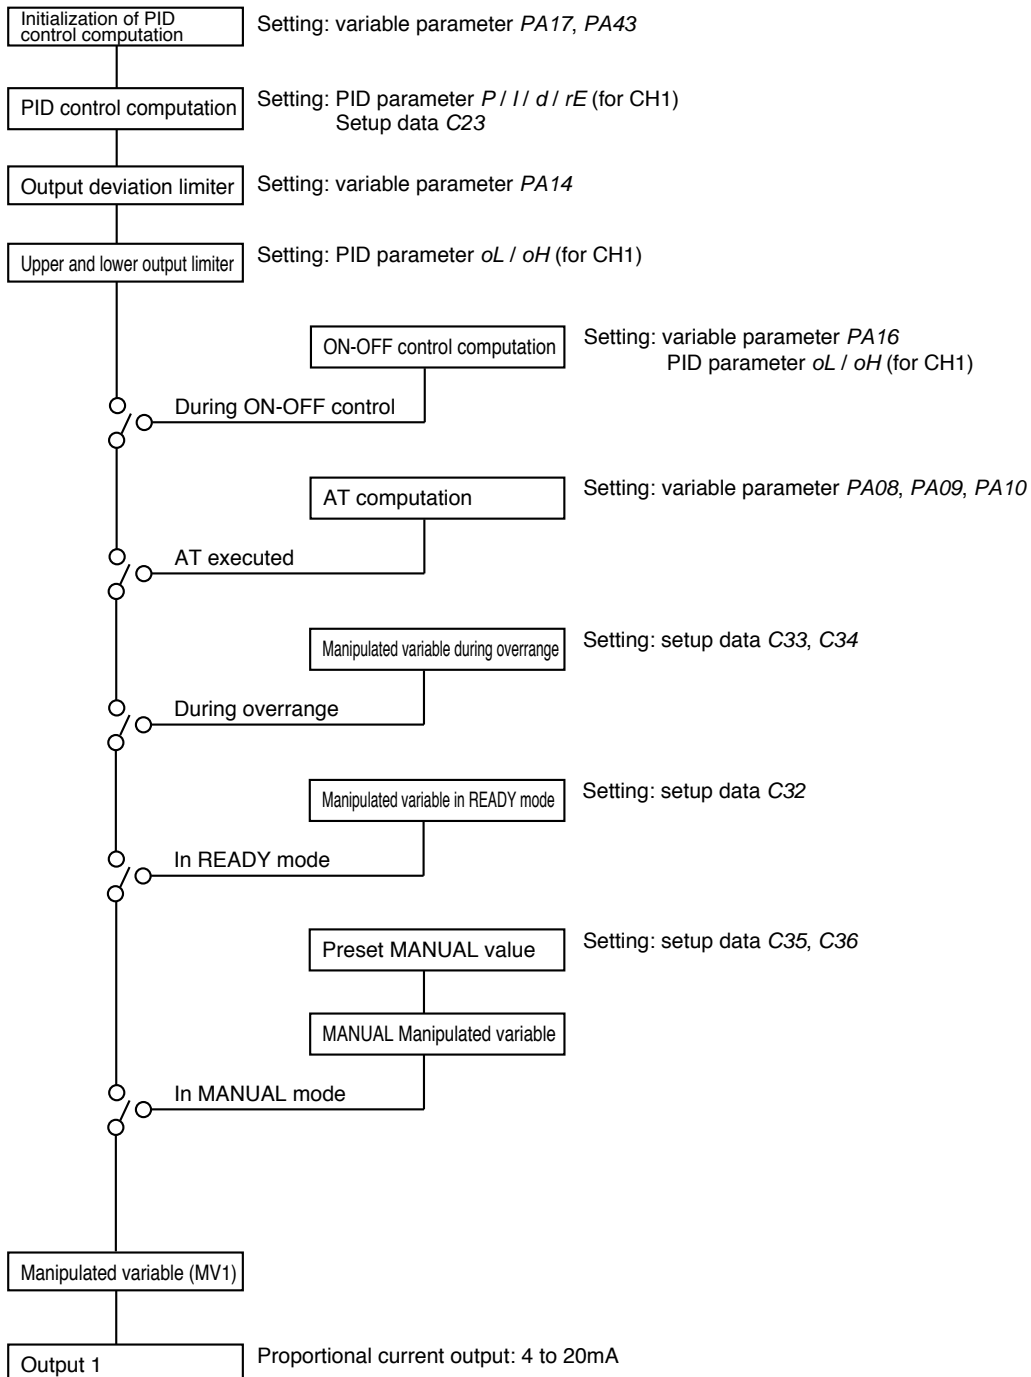 Initialization of PID
control computation
Setting: variable parameter PA17, PA43
PID control computation
Setting: PID parameter P / I / d / rE (for CH1)
Setup data C23
Output deviation limiter
Setting: variable parameter PA14
Upper and lower output limiter
Setting: PID parameter oL / oH (for CH1)
ON-OFF control computation
Setting: variable parameter PA16
PID parameter oL / oH (for CH1)
During ON-OFF control
AT computation
Setting: variable parameter PA08, PA09, PA10
AT executed
Manipulated variable during overrange
Setting: setup data C33, C34
During overrange
Manipulated variable in READY mode
Setting: setup data C32
In READY mode
Preset MANUAL value
Setting: setup data C35, C36
MANUAL Manipulated variable
In MANUAL mode
Manipulated variable (MV1)
Output 1
Proportional current output: 4 to 20mA